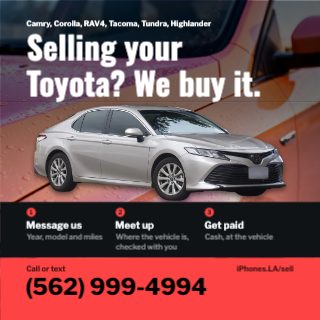 Camry, Corolla, RAV4, Tacoma, Tundra, Highlander
Selling your
Toyota? We buy it.
1
Message us
Year, model and miles
2
Meet up
Where the vehicle is,
checked with you
3
Get paid
Cash, at the vehicle
Call or text
(562) 999-4994
iPhones.LA/sell